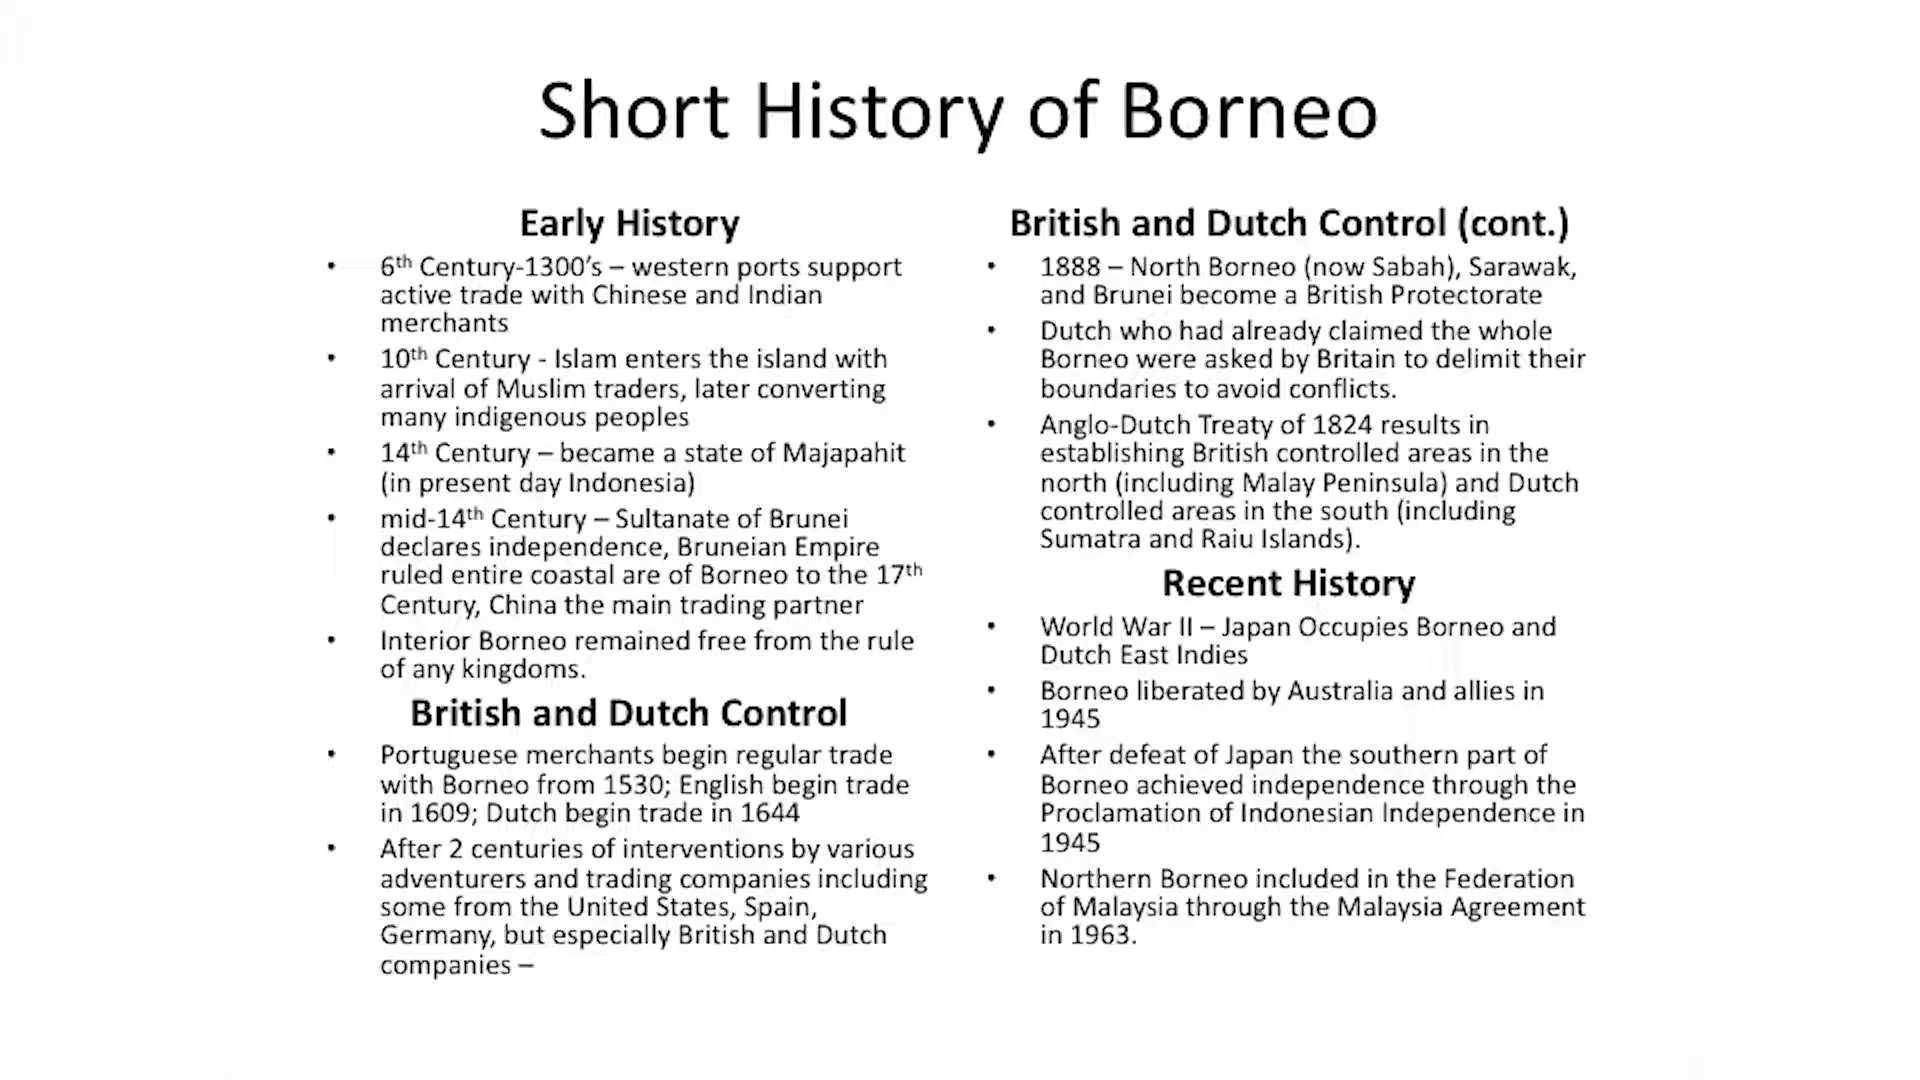 Short History of Borneo
Early History
• 6th Century-1300's – western ports support
active trade with Chinese and Indian
merchants
• 10th Century - Islam enters the island with
arrival of Muslim traders, later converting
many indigenous peoples
• 14th Century – became a state of Majapahit
(in present day Indonesia)
• mid-14th Century – Sultanate of Brunei
declares independence, Bruneian Empire
ruled entire coastal are of Borneo to the 17th
Century, China the main trading partner
• Interior Borneo remained free from the rule
of any kingdoms.
British and Dutch Control
• Portuguese merchants begin regular trade
with Borneo from 1530; English begin trade
in 1609; Dutch begin trade in 1644
• After 2 centuries of interventions by various
adventurers and trading companies including
some from the United States, Spain,
Germany, but especially British and Dutch
companies –
British and Dutch Control (cont.)
• 1888 – North Borneo (now Sabah), Sarawak,
and Brunei become a British Protectorate
• Dutch who had already claimed the whole
Borneo were asked by Britain to delimit their
boundaries to avoid conflicts.
• Anglo-Dutch Treaty of 1824 results in
establishing British controlled areas in the
north (including Malay Peninsula) and Dutch
controlled areas in the south (including
Sumatra and Raiu Islands).
Recent History
• World War II – Japan Occupies Borneo and
Dutch East Indies
• Borneo liberated by Australia and allies in
1945
• After defeat of Japan the southern part of
Borneo achieved independence through the
Proclamation of Indonesian Independence in
1945
• Northern Borneo included in the Federation
of Malaysia through the Malaysia Agreement
in 1963.